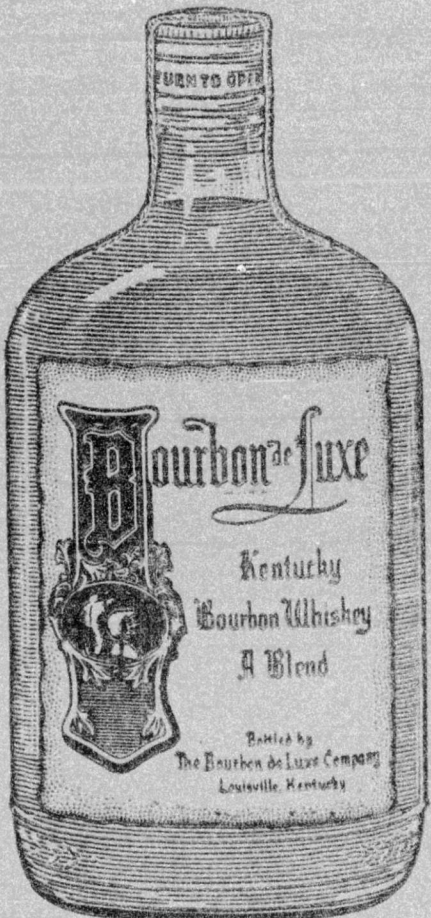 TURN TO OPEN
Bourbon de Luxe
Kentucky
Bourbon Whiskey
A Blend
Bottled by
The Bourbon de Luxe Company
Louisville, Kentucky